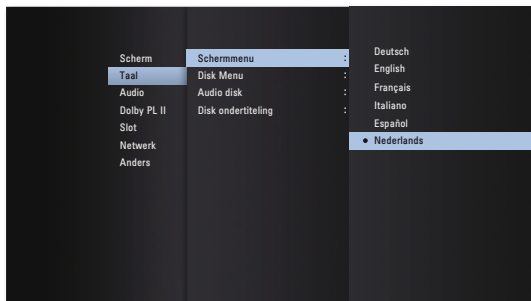 Scherm
Taal
Audio
Dolby PL II
Slot
Netwerk
Anders
Schermmenu :
Disk Menu :
Audio disk :
Disk ondertiteling :
Deutsch
English
Français
Italiano
Español
● Nederlands